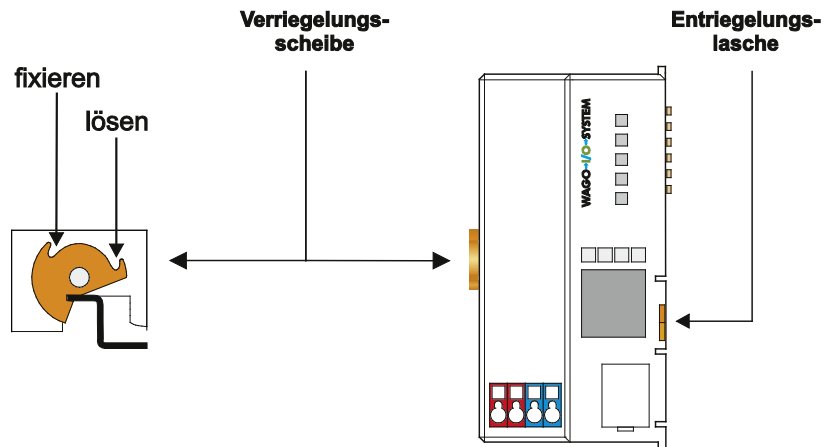 Verriegelungs-
scheibe
Entriegelungs-
lasche
fixieren
lösen
WAGO→I/O→SYSTEM